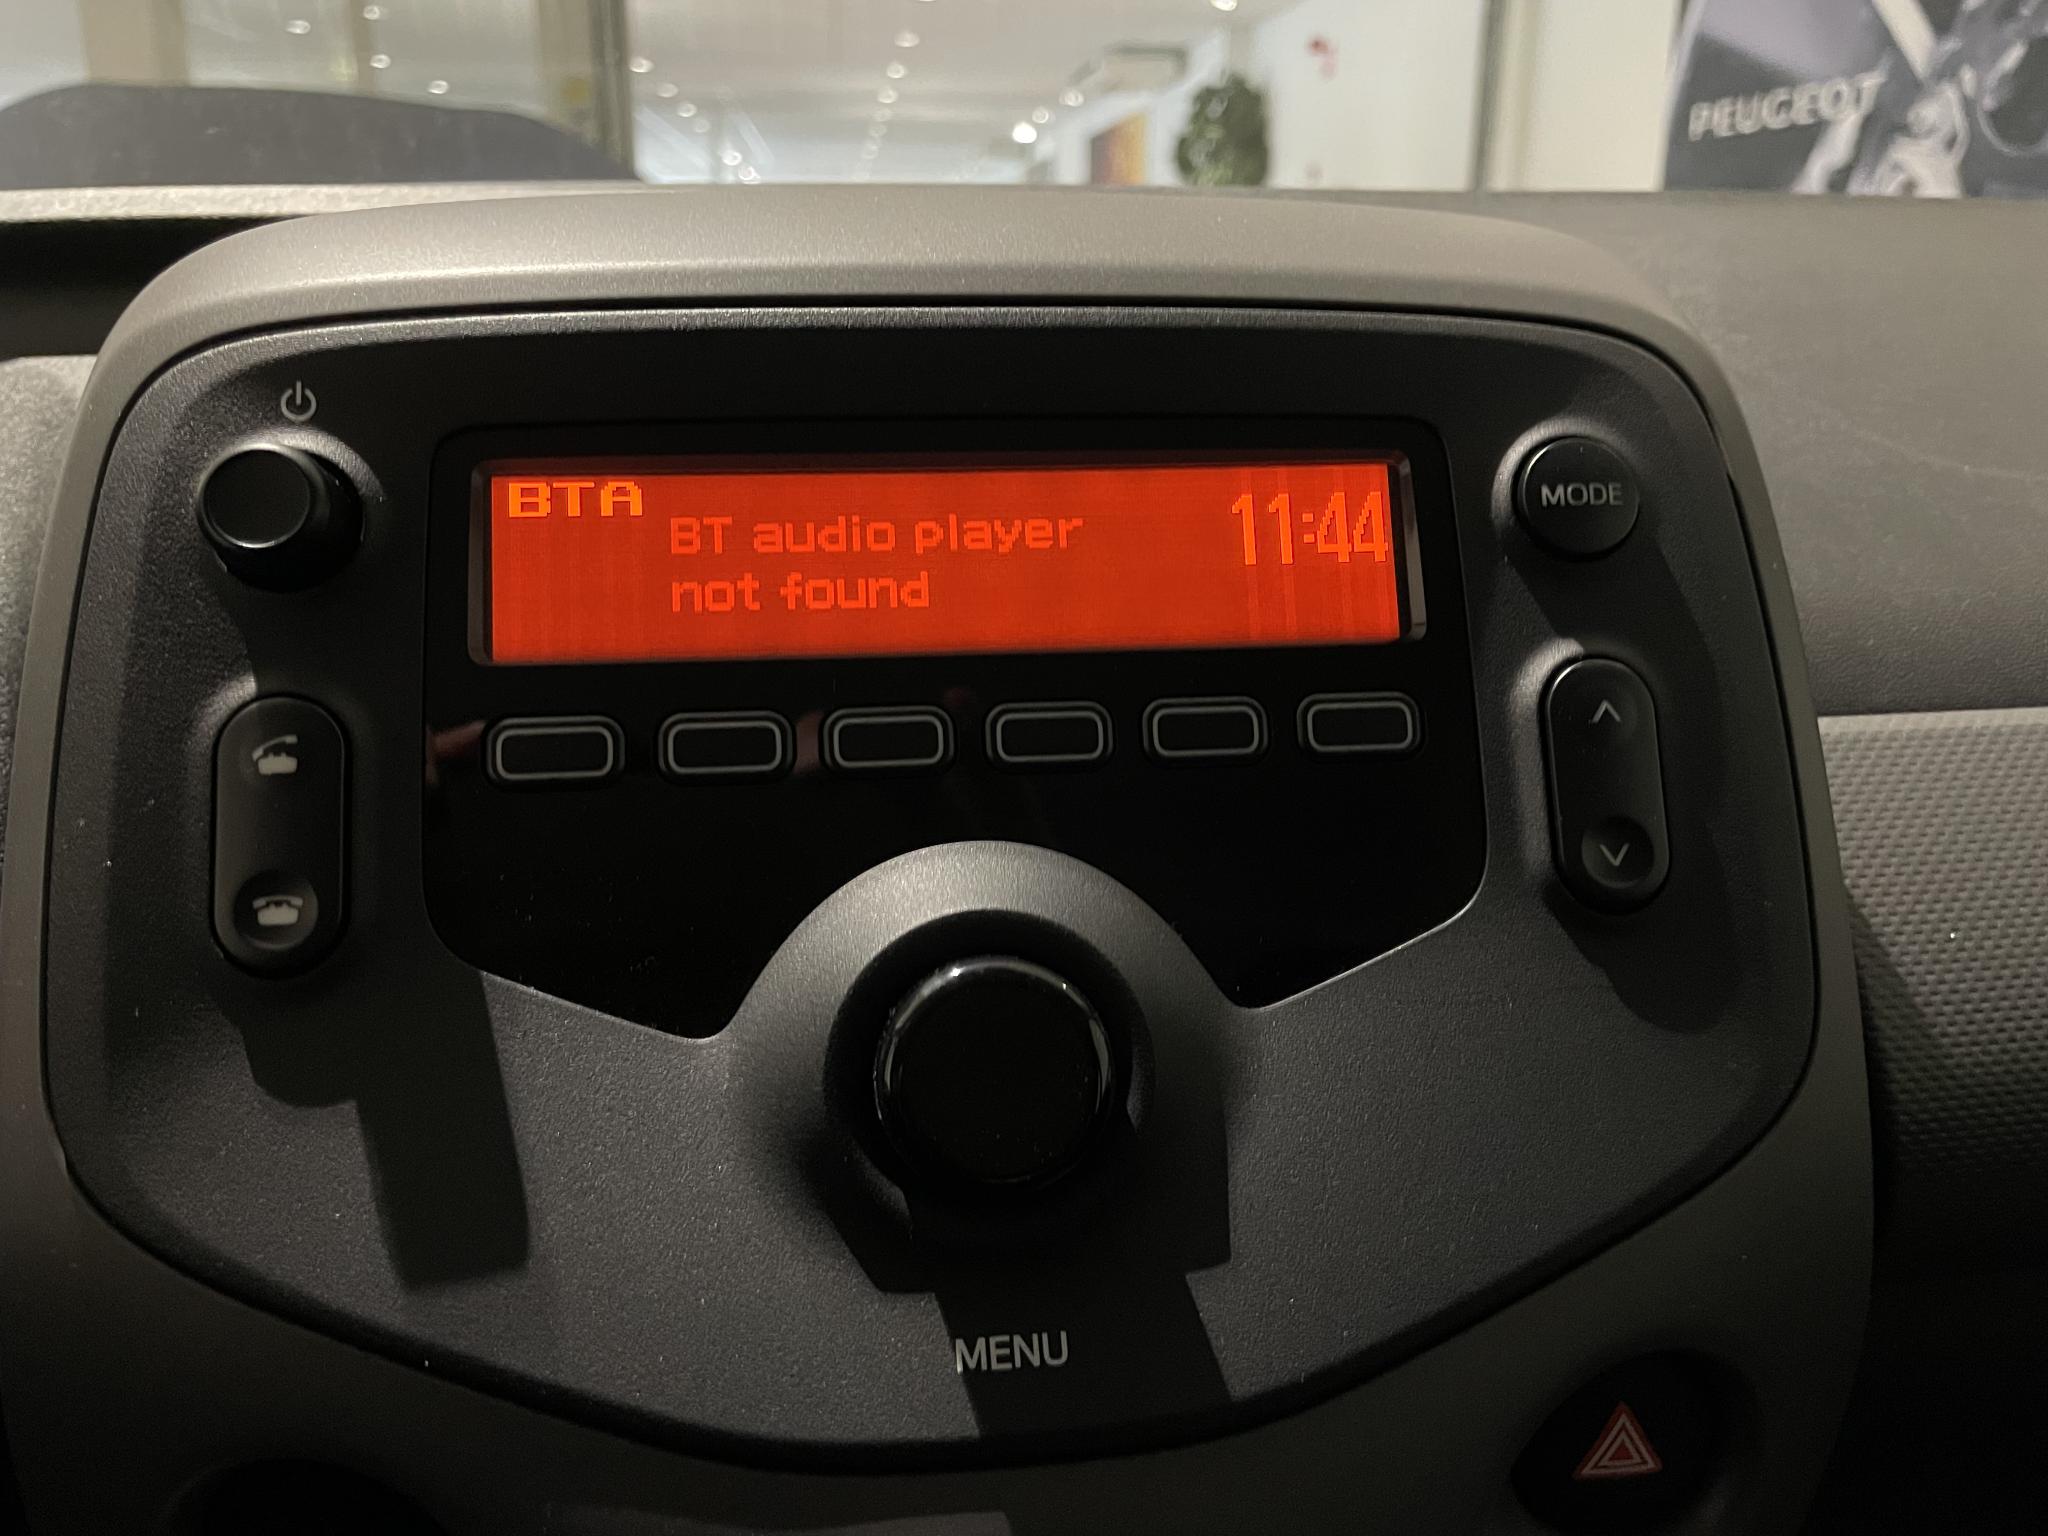 PEUGEOT
BTA
BT audio player
not found
11:44
MODE
MENU